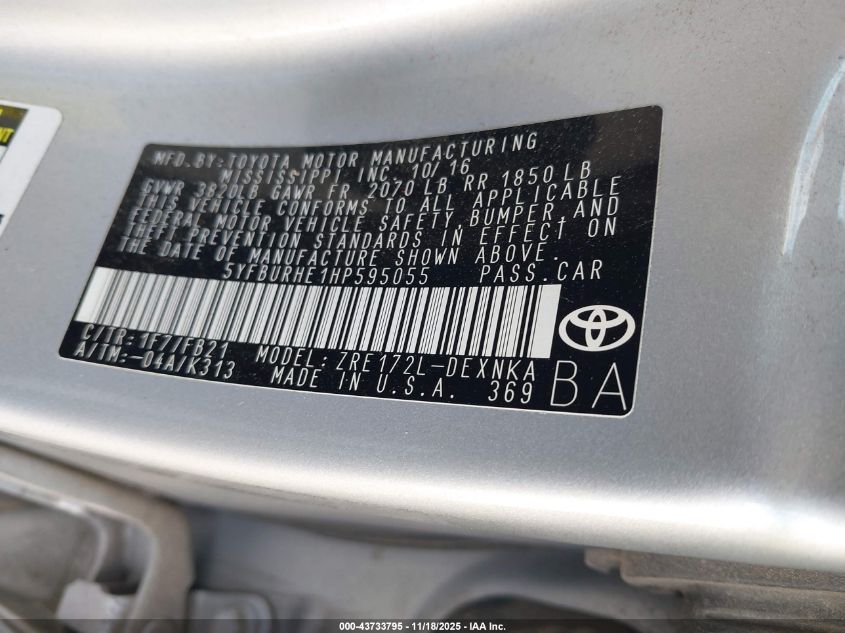 NT
MFD. BY: TOYOTA MOTOR MANUFACTURING
MISSISSIPPI INC. 10/16
GVWR 3820LB GAWR FR 2070 LB RR 1850 LB
THIS VEHICLE CONFORMS TO ALL APPLICABLE
FEDERAL MOTOR VEHICLE SAFETY, BUMPER, AND
THEFT PREVENTION STANDARDS IN EFFECT ON
THE DATE OF MANUFACTURE SHOWN ABOVE.
5YFBURHE1HP595055 PASS. CAR
C/TR: 1F7/FB21 MODEL: ZRE172L-DEXNKA
A/TM: -04A/K313 MADE IN U.S.A. 369
BA
000-43733795 - 11/18/2025 - IAA Inc.